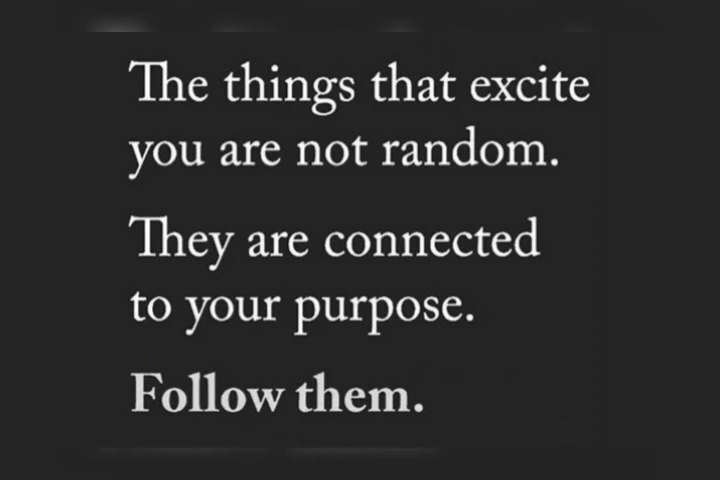 The things that excite
you are not random.
They are connected
to your purpose.
Follow them.